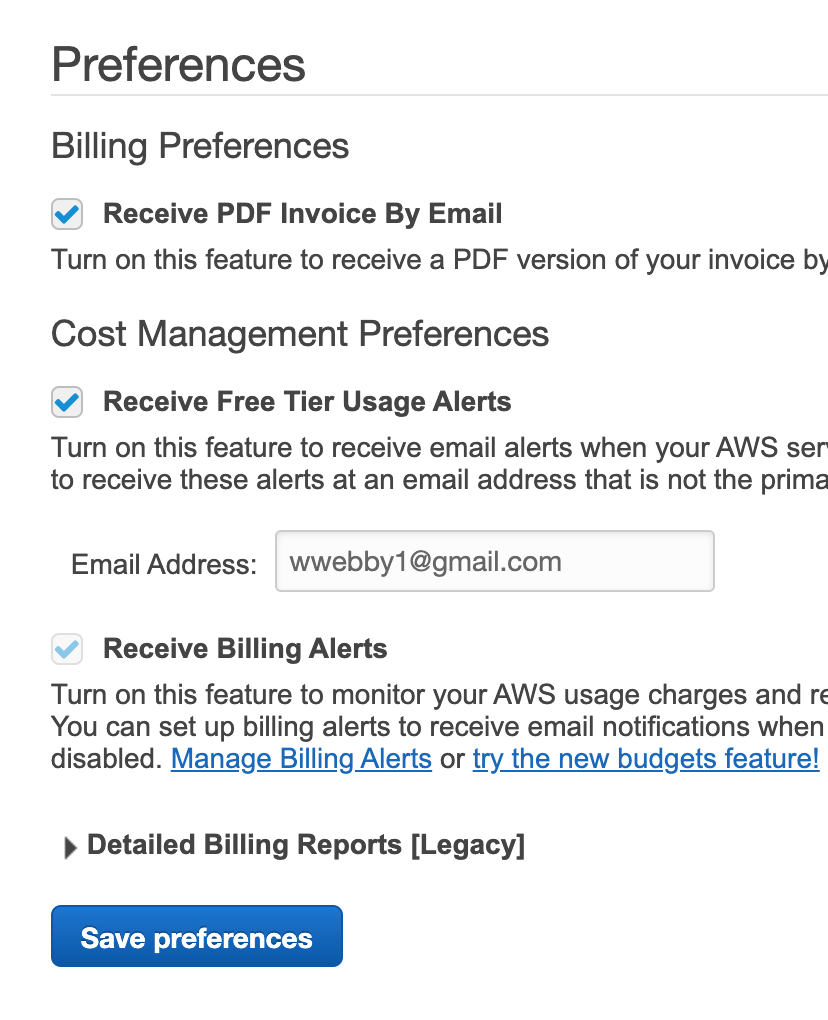 Preferences
Billing Preferences
Receive PDF Invoice By Email
Turn on this feature to receive a PDF version of your invoice by
Cost Management Preferences
Receive Free Tier Usage Alerts
Turn on this feature to receive email alerts when your AWS ser
to receive these alerts at an email address that is not the prima
Email Address: wwebby1@gmail.com
Receive Billing Alerts
Turn on this feature to monitor your AWS usage charges and re
You can set up billing alerts to receive email notifications when
disabled. Manage Billing Alerts or try the new budgets feature!
Detailed Billing Reports [Legacy]
Save preferences